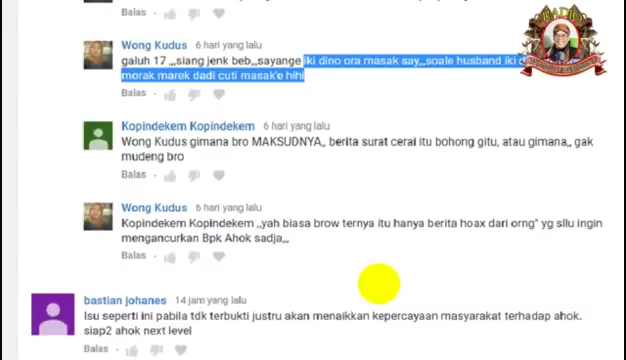 Balas
Wong Kudus 6 hari yang lalu
galuh 17 ,,,siang jenk beb,,,sayange iki dino ora masak say,,,soale husband iki
morak marek dadi cuti masak'e hihi
Balas
Kopindekem Kopindekem 6 hari yang lalu
Wong Kudus gimana bro MAKSUDNYA,, berita surat cerai itu bohong gitu, atau gimana,, gak
mudeng bro
Balas
Wong Kudus 6 hari yang lalu
Kopindekem Kopindekem ,,yah biasa brow ternya itu hanya berita hoax dari orng" yg sllu ingin
mengancurkan Bpk Ahok sadja,,,
Balas
bastian johanes 14 jam yang lalu
Isu seperti ini pabila tdk terbukti justru akan menaikkan kepercayaan masyarakat terhadap ahok.
siap2 ahok next level
Balas